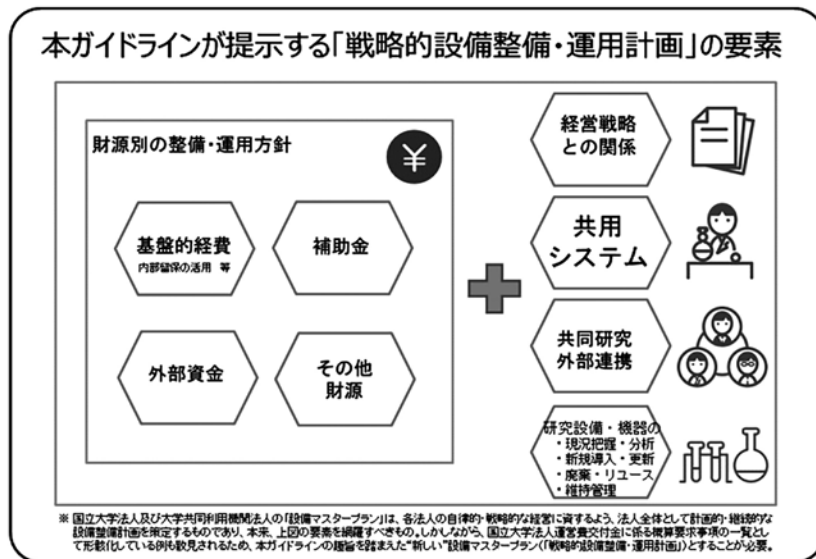 本ガイドラインが提示する「戦略的設備整備・運用計画」の要素
財源別の整備・運用方針
¥
基盤的経費
内部留保の活用 等
補助金
外部資金
その他
財源
経営戦略
との関係
共用
システム
共同研究
外部連携
研究設備・機器の
・現況把握・分析
・新規導入・更新
・廃棄・リユース
・維持管理
※ 国立大学法人及び大学共同利用機関法人の「設備マスタープラン」は、各法人の自律的・戦略的な経営に資するよう、法人全体として計画的・継続的な
設備整備計画を策定するものであり、本来、上図の要素を網羅すべきもの。しかしながら、国立大学法人運営費交付金に係る概算要求事項の一覧とし
て形骸化している例も散見されるため、本ガイドラインの趣旨を踏まえた“新しい”設備マスタープラン(「戦略的設備整備・運用計画」)とすることが必要。